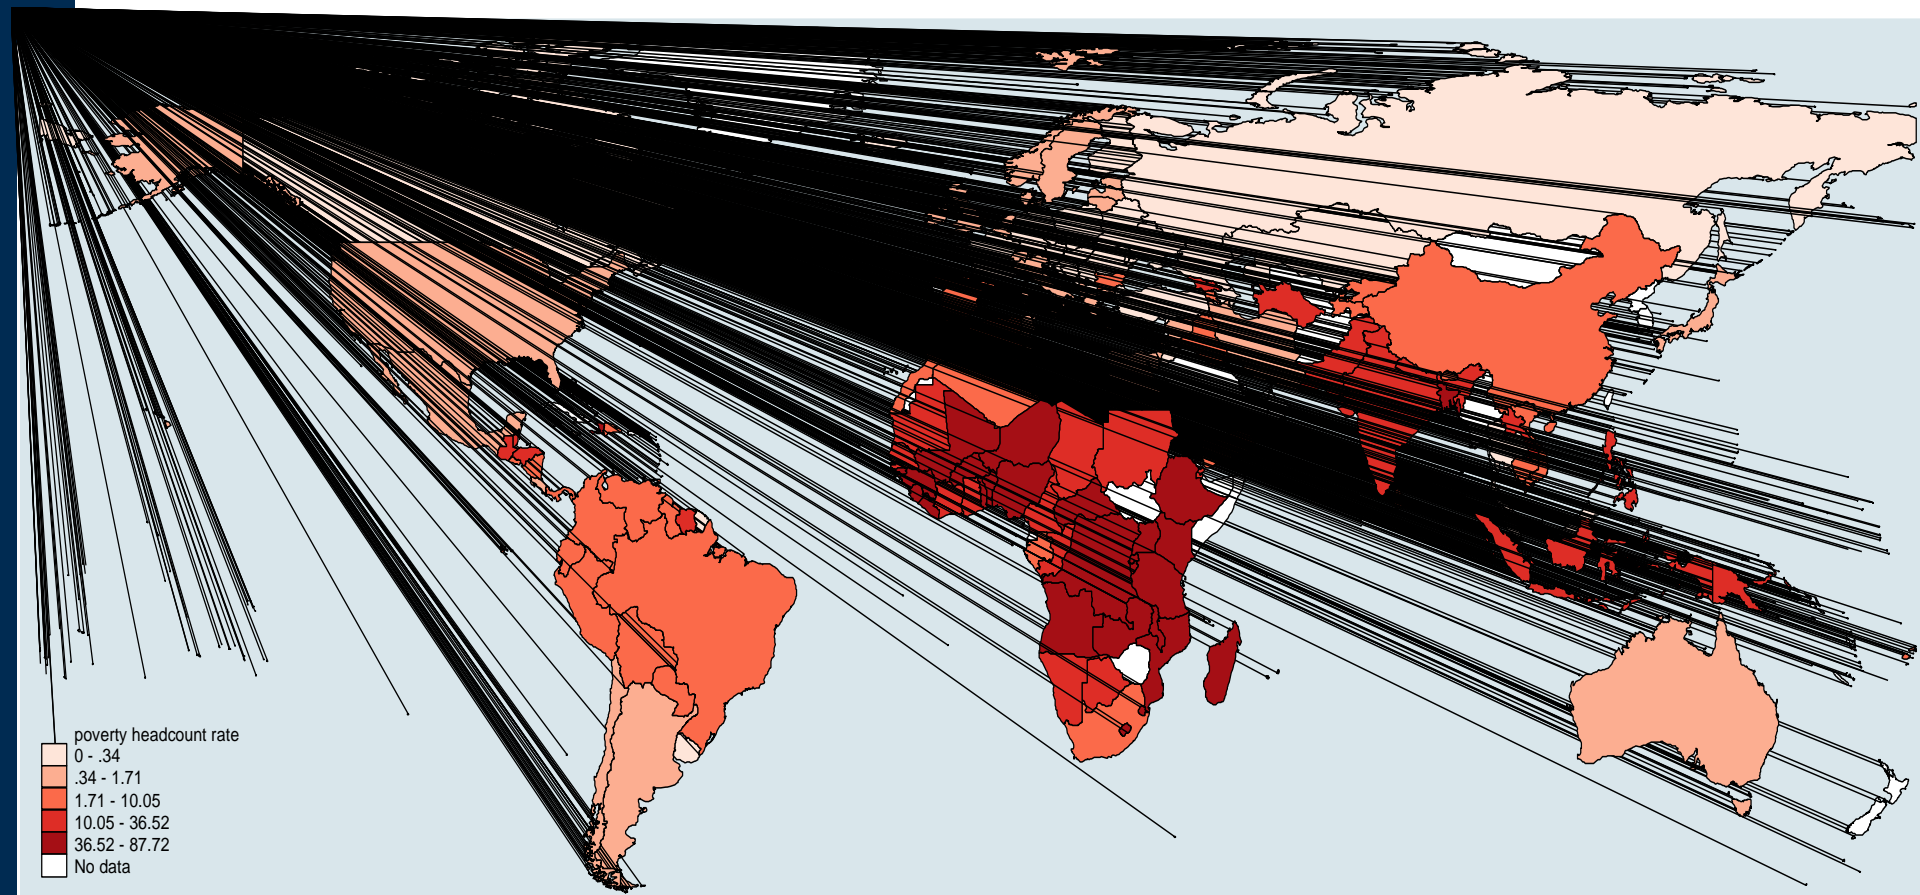 poverty headcount rate
0 - .34
.34 - 1.71
1.71 - 10.05
10.05 - 36.52
36.52 - 87.72
No data